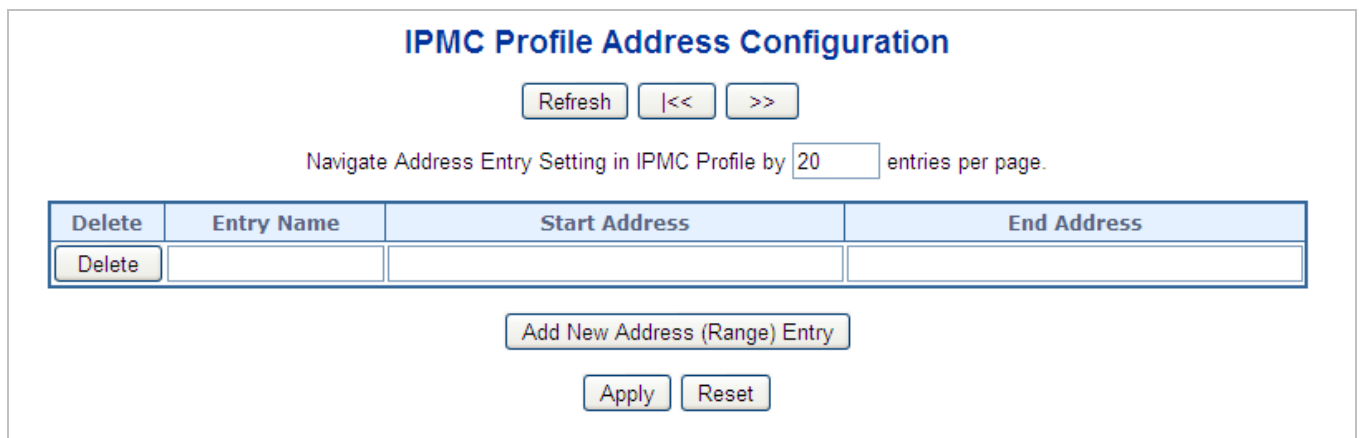 IPMC Profile Address Configuration
Refresh |<< >>
Navigate Address Entry Setting in IPMC Profile by 20 entries per page.
Delete Entry Name Start Address End Address
Delete
Add New Address (Range) Entry
Apply Reset